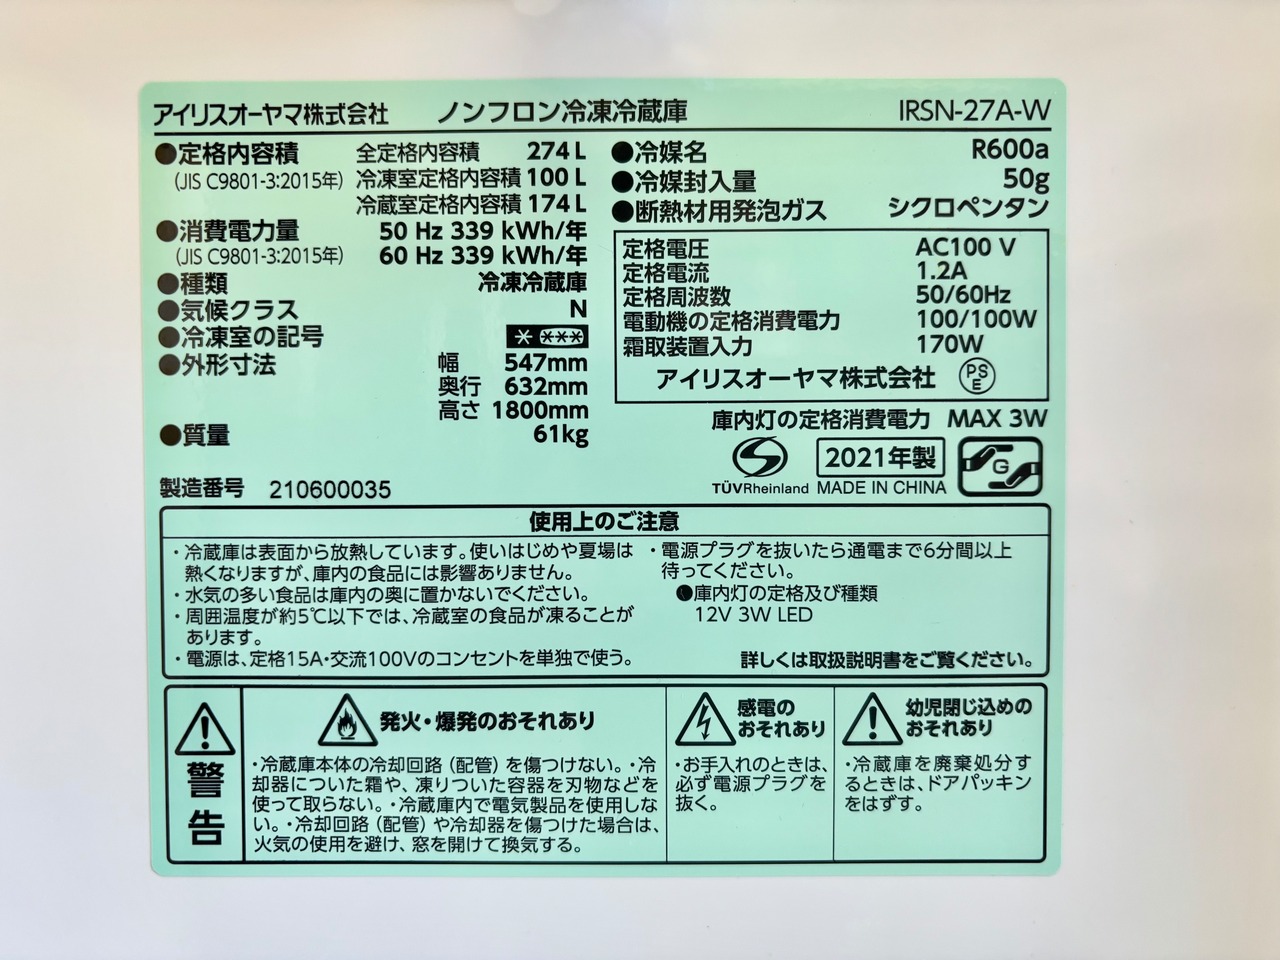 アイリスオーヤマ株式会社 ノンフロン冷凍冷蔵庫 IRSN-27A-W
●定格内容積 全定格内容積 274 L
(JIS C9801-3:2015年) 冷凍室定格内容積 100 L
冷蔵室定格内容積 174 L
●消費電力量 50 Hz 339 kWh/年
(JIS C9801-3:2015年) 60 Hz 339 kWh/年
●種類 冷凍冷蔵庫
●気候クラス N
●冷凍室の記号 * ***
●外形寸法 幅 547mm
奥行 632mm
高さ 1800mm
●質量 61kg
製造番号 210600035
●冷媒名 R600a
●冷媒封入量 50g
●断熱材用発泡ガス シクロペンタン
定格電圧 AC100 V
定格電流 1.2A
定格周波数 50/60Hz
電動機の定格消費電力 100/100W
霜取装置入力 170W
アイリスオーヤマ株式会社 PSE
庫内灯の定格消費電力 MAX 3W
2021年製 G
TÜVRheinland MADE IN CHINA
使用上のご注意
・冷蔵庫は表面から放熱しています。使いはじめや夏場は
熱くなりますが、庫内の食品には影響ありません。
・水気の多い食品は庫内の奥に置かないでください。
・周囲温度が約5℃以下では、冷蔵室の食品が凍ることが
あります。
・電源は、定格15A・交流100Vのコンセントを単独で使う。
・電源プラグを抜いたら通電まで6分間以上
待ってください。
●庫内灯の定格及び種類
12V 3W LED
詳しくは取扱説明書をご覧ください。
警告
発火・爆発のおそれあり
・冷蔵庫本体の冷却回路（配管）を傷つけない。・冷
却器についた霜や、凍りついた容器を刃物などを
使って取らない。・冷蔵庫内で電気製品を使用しな
い。・冷却回路（配管）や冷却器を傷つけた場合は、
火気の使用を避け、窓を開けて換気する。
感電の
おそれあり
・お手入れのときは、
必ず電源プラグを
抜く。
幼児閉じ込めの
おそれあり
・冷蔵庫を廃棄処分す
るときは、ドアパッキン
をはずす。